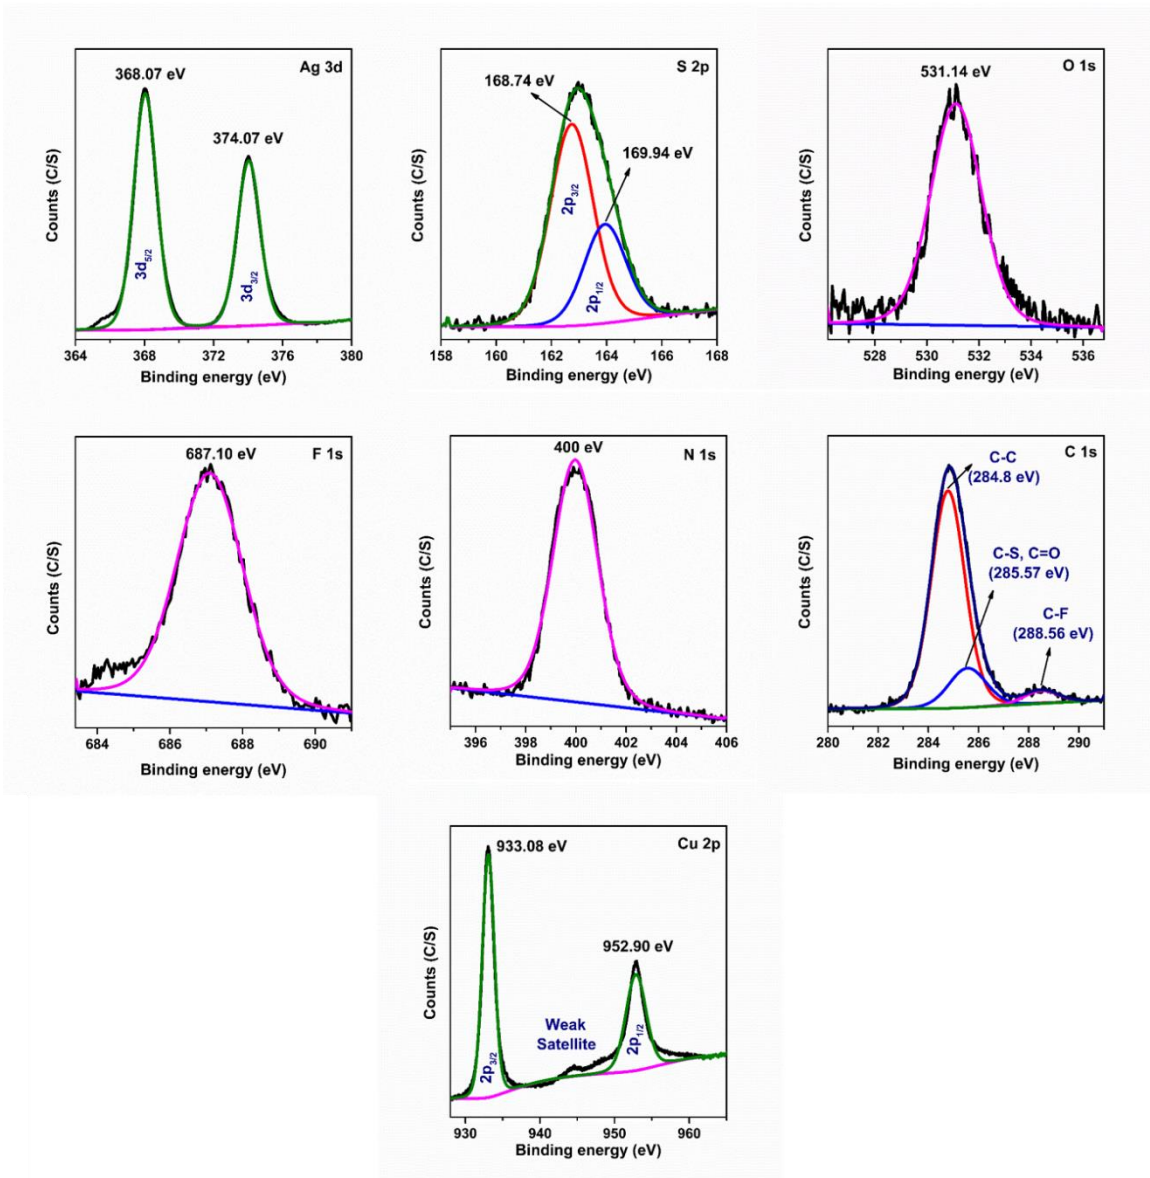 Ag 3d
368.07 eV
374.07 eV
3d5/2
3d3/2
Counts (C/S)
364 368 372 376 380
Binding energy (eV)
S 2p
168.74 eV
169.94 eV
2p3/2
2p1/2
Counts (C/S)
158 160 162 164 166 168
Binding energy (eV)
O 1s
531.14 eV
Counts (C/S)
528 530 532 534 536
Binding energy (eV)
F 1s
687.10 eV
Counts (C/S)
684 686 688 690
Binding energy (eV)
N 1s
400 eV
Counts (C/S)
396 398 400 402 404 406
Binding energy (eV)
C 1s
C-C
(284.8 eV)
C-S, C=O
(285.57 eV)
C-F
(288.56 eV)
Counts (C/S)
280 282 284 286 288 290
Binding energy (eV)
Cu 2p
933.08 eV
952.90 eV
Weak
Satellite
2p3/2
2p1/2
Counts (C/S)
930 940 950 960
Binding energy (eV)